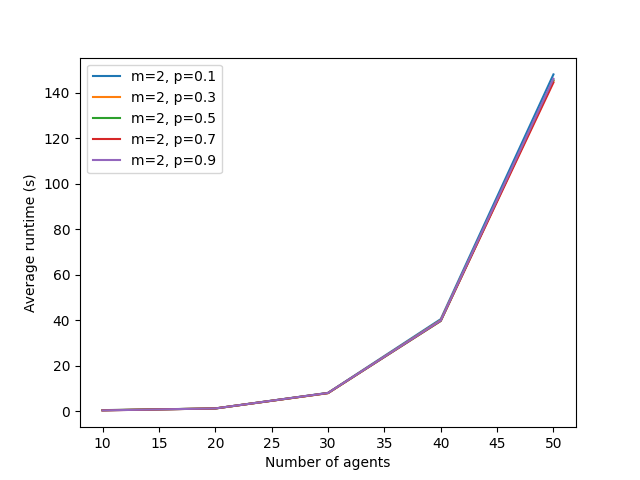 m=2, p=0.1
m=2, p=0.3
m=2, p=0.5
m=2, p=0.7
m=2, p=0.9
140
120
100
80
60
40
20
0
Average runtime (s)
10 15 20 25 30 35 40 45 50
Number of agents